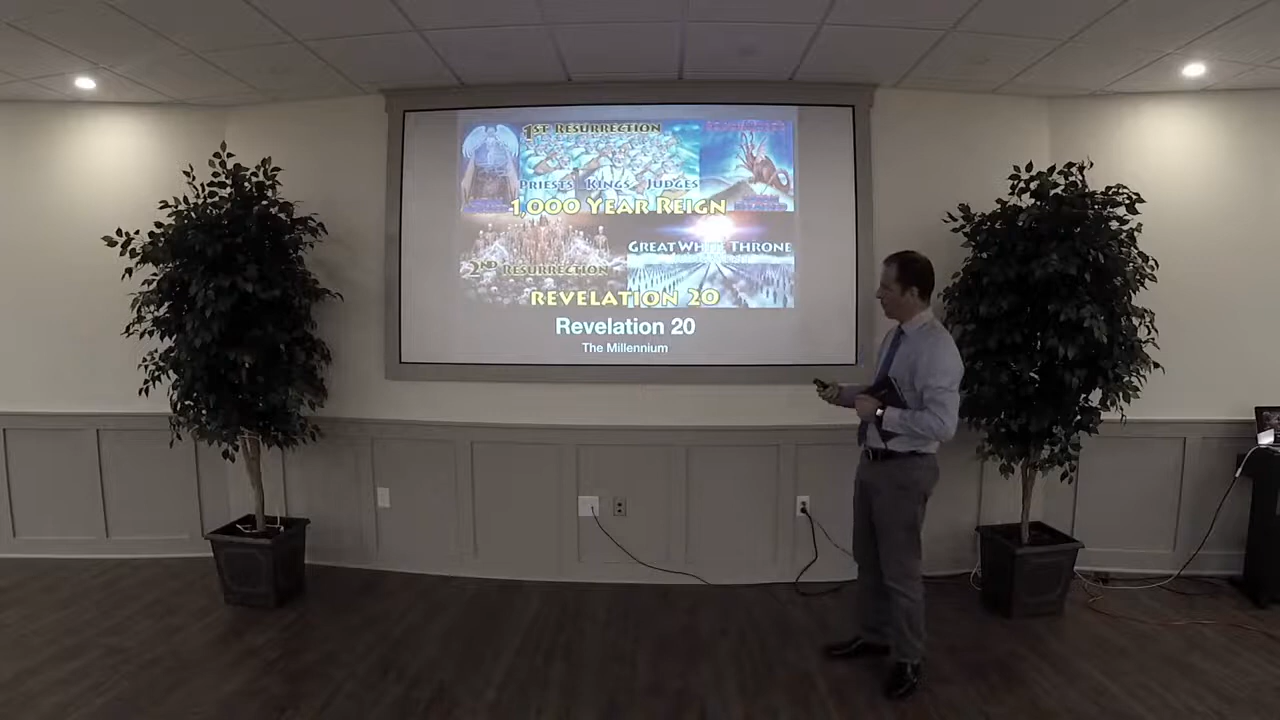 1ST RESURRECTION
PRIESTS KINGS JUDGES
1,000 YEAR REIGN
GREAT WHITE THRONE
2ND RESURRECTION
REVELATION 20
Revelation 20
The Millennium